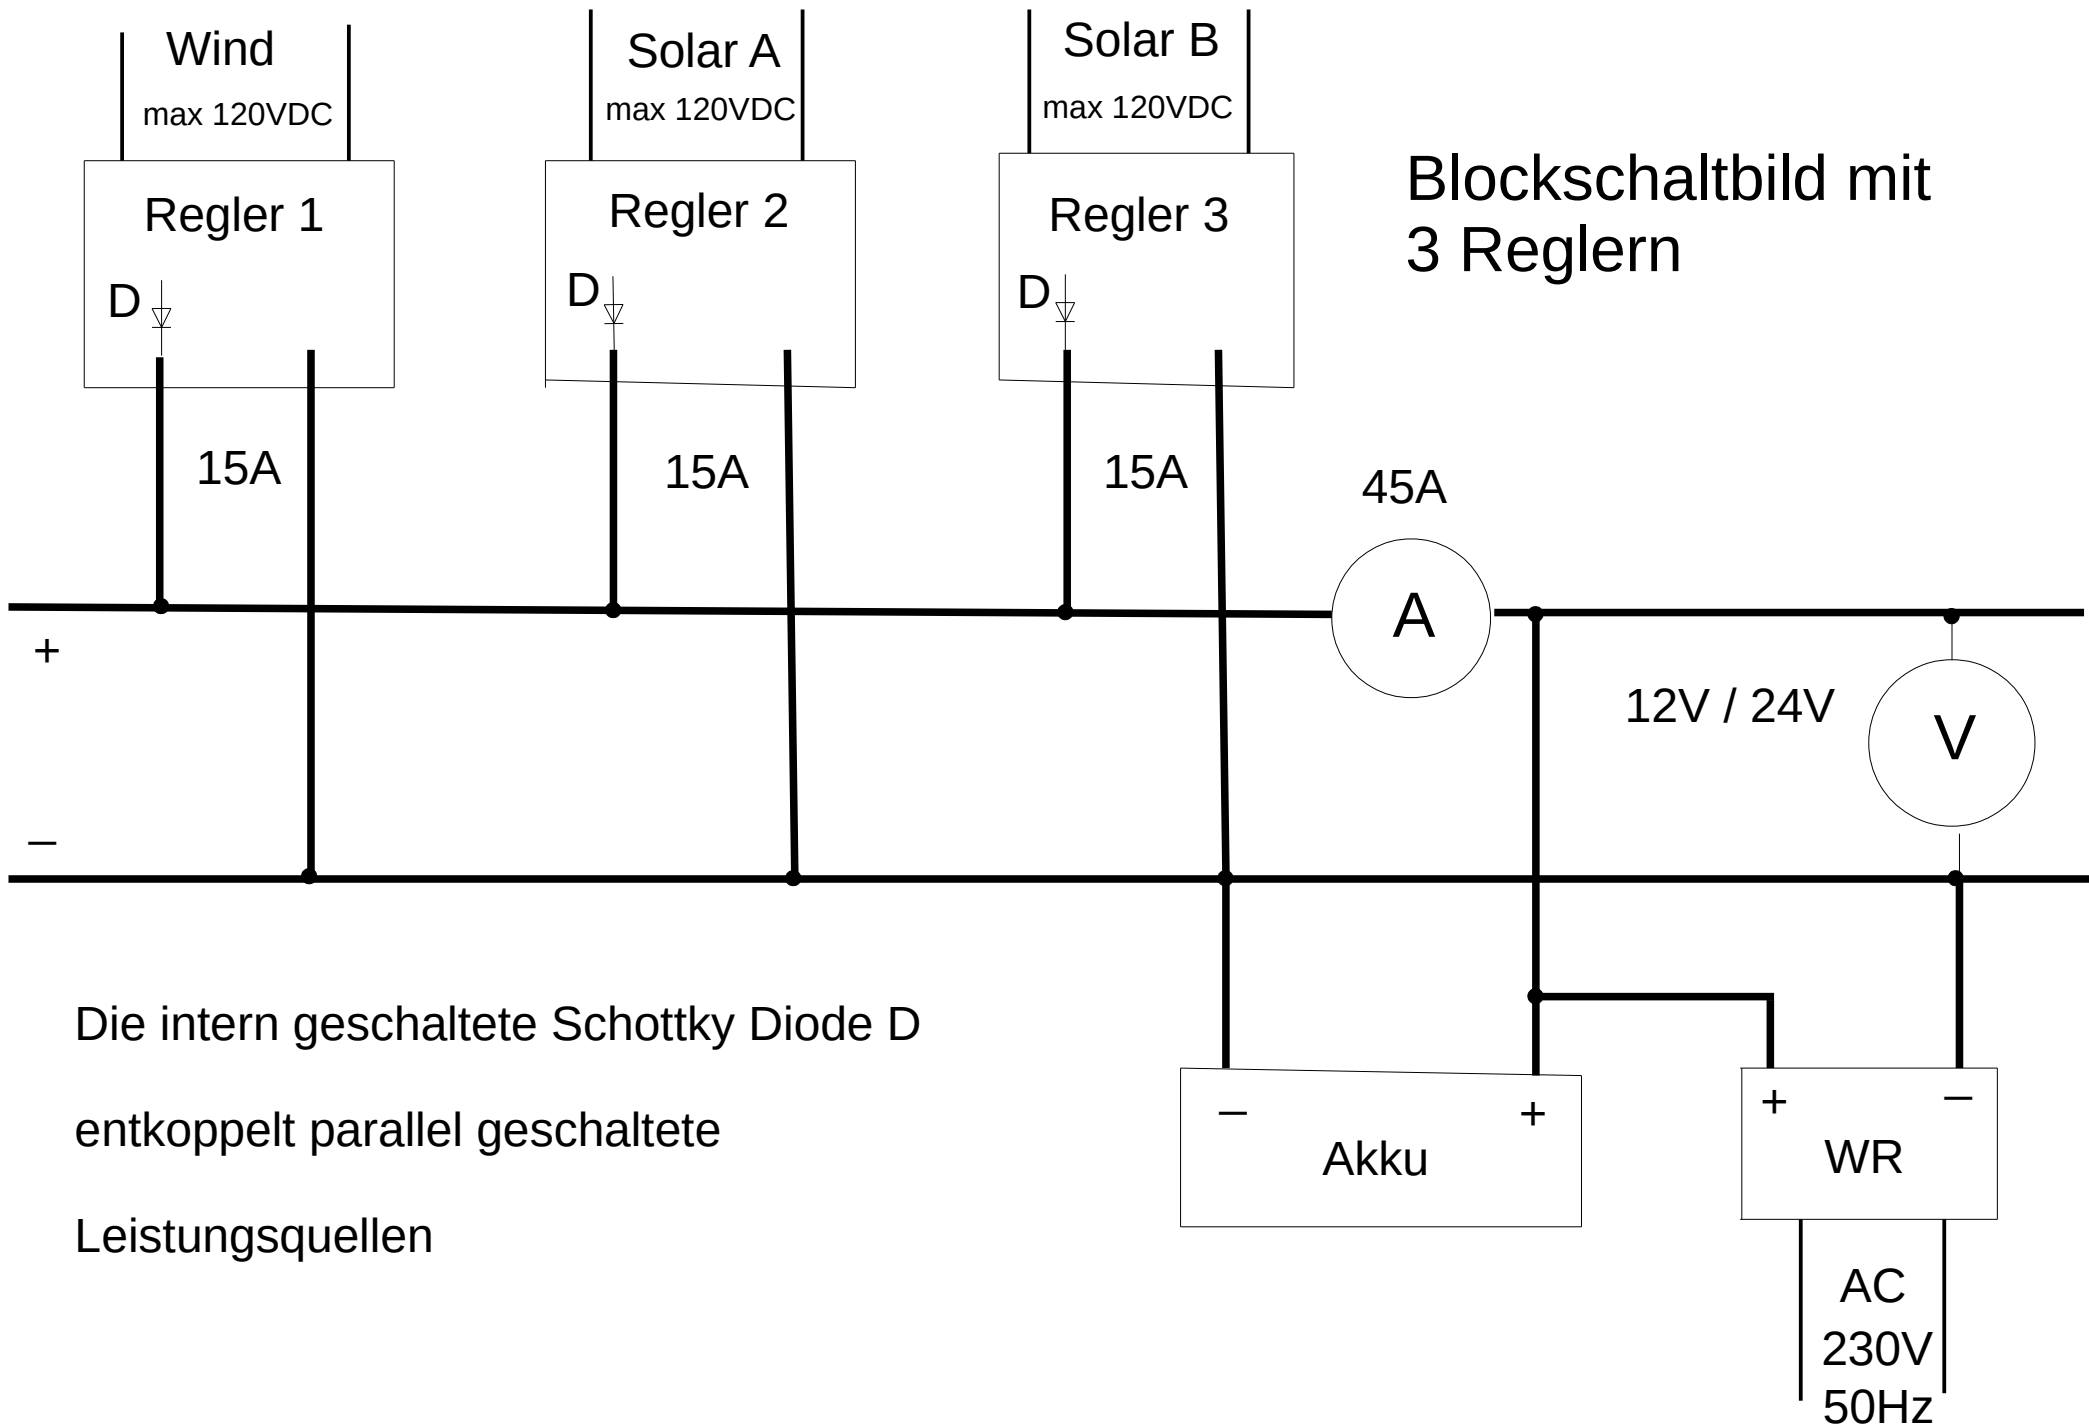 Wind
max 120VDC
Solar A
max 120VDC
Solar B
max 120VDC
Blockschaltbild mit
3 Reglern
Regler 1
D
Regler 2
D
Regler 3
D
15A
15A
15A
45A
A
+
12V / 24V
V
–
Die intern geschaltete Schottky Diode D
entkoppelt parallel geschaltete
Leistungsquellen
– +
Akku
+ –
WR
AC
230V
50Hz